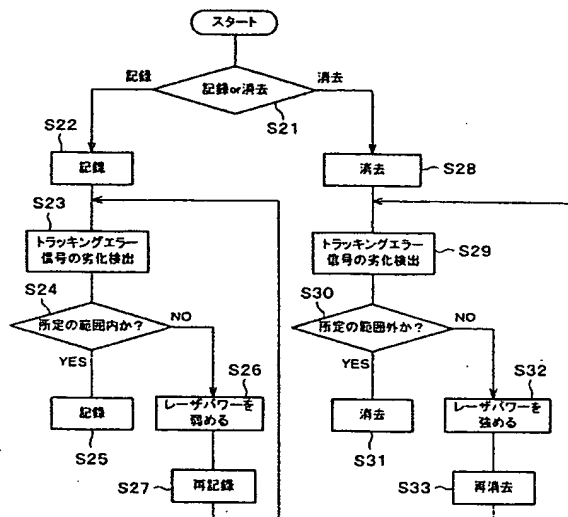 スタート
記録
消去
記録or消去
S21
S22
記録
消去
S28
S23
トラッキングエラー
信号の劣化検出
トラッキングエラー
信号の劣化検出
S29
S24
所定の範囲内か?
NO
YES
S30
所定の範囲外か?
NO
YES
S26
レーザパワーを
弱める
S32
レーザパワーを
強める
記録
S25
消去
S31
S27
再記録
S33
再消去